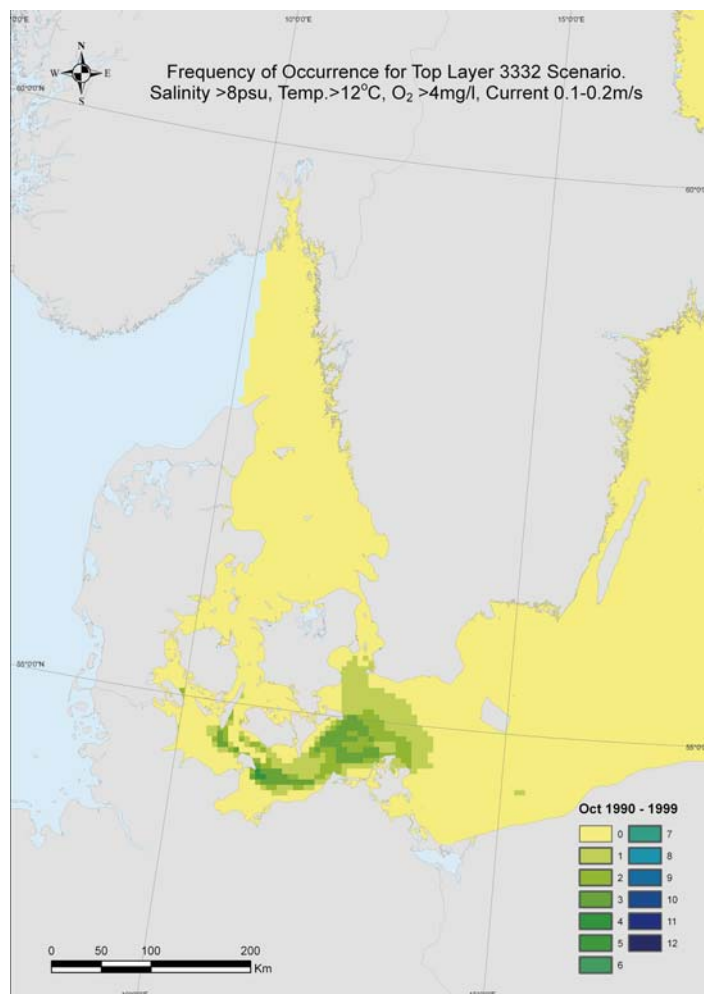 10°0'0"E 15°0'0"E
N
W E
S
Frequency of Occurrence for Top Layer 3332 Scenario.
Salinity >8psu, Temp.>12°C, O2 >4mg/l, Current 0.1-0.2m/s
60°0'0"N
60°0'0"N
55°0'0"N
55°0'0"N
Oct 1990 - 1999
0 7
1 8
2 9
3 10
4 11
5 12
6
0 50 100 200
Km